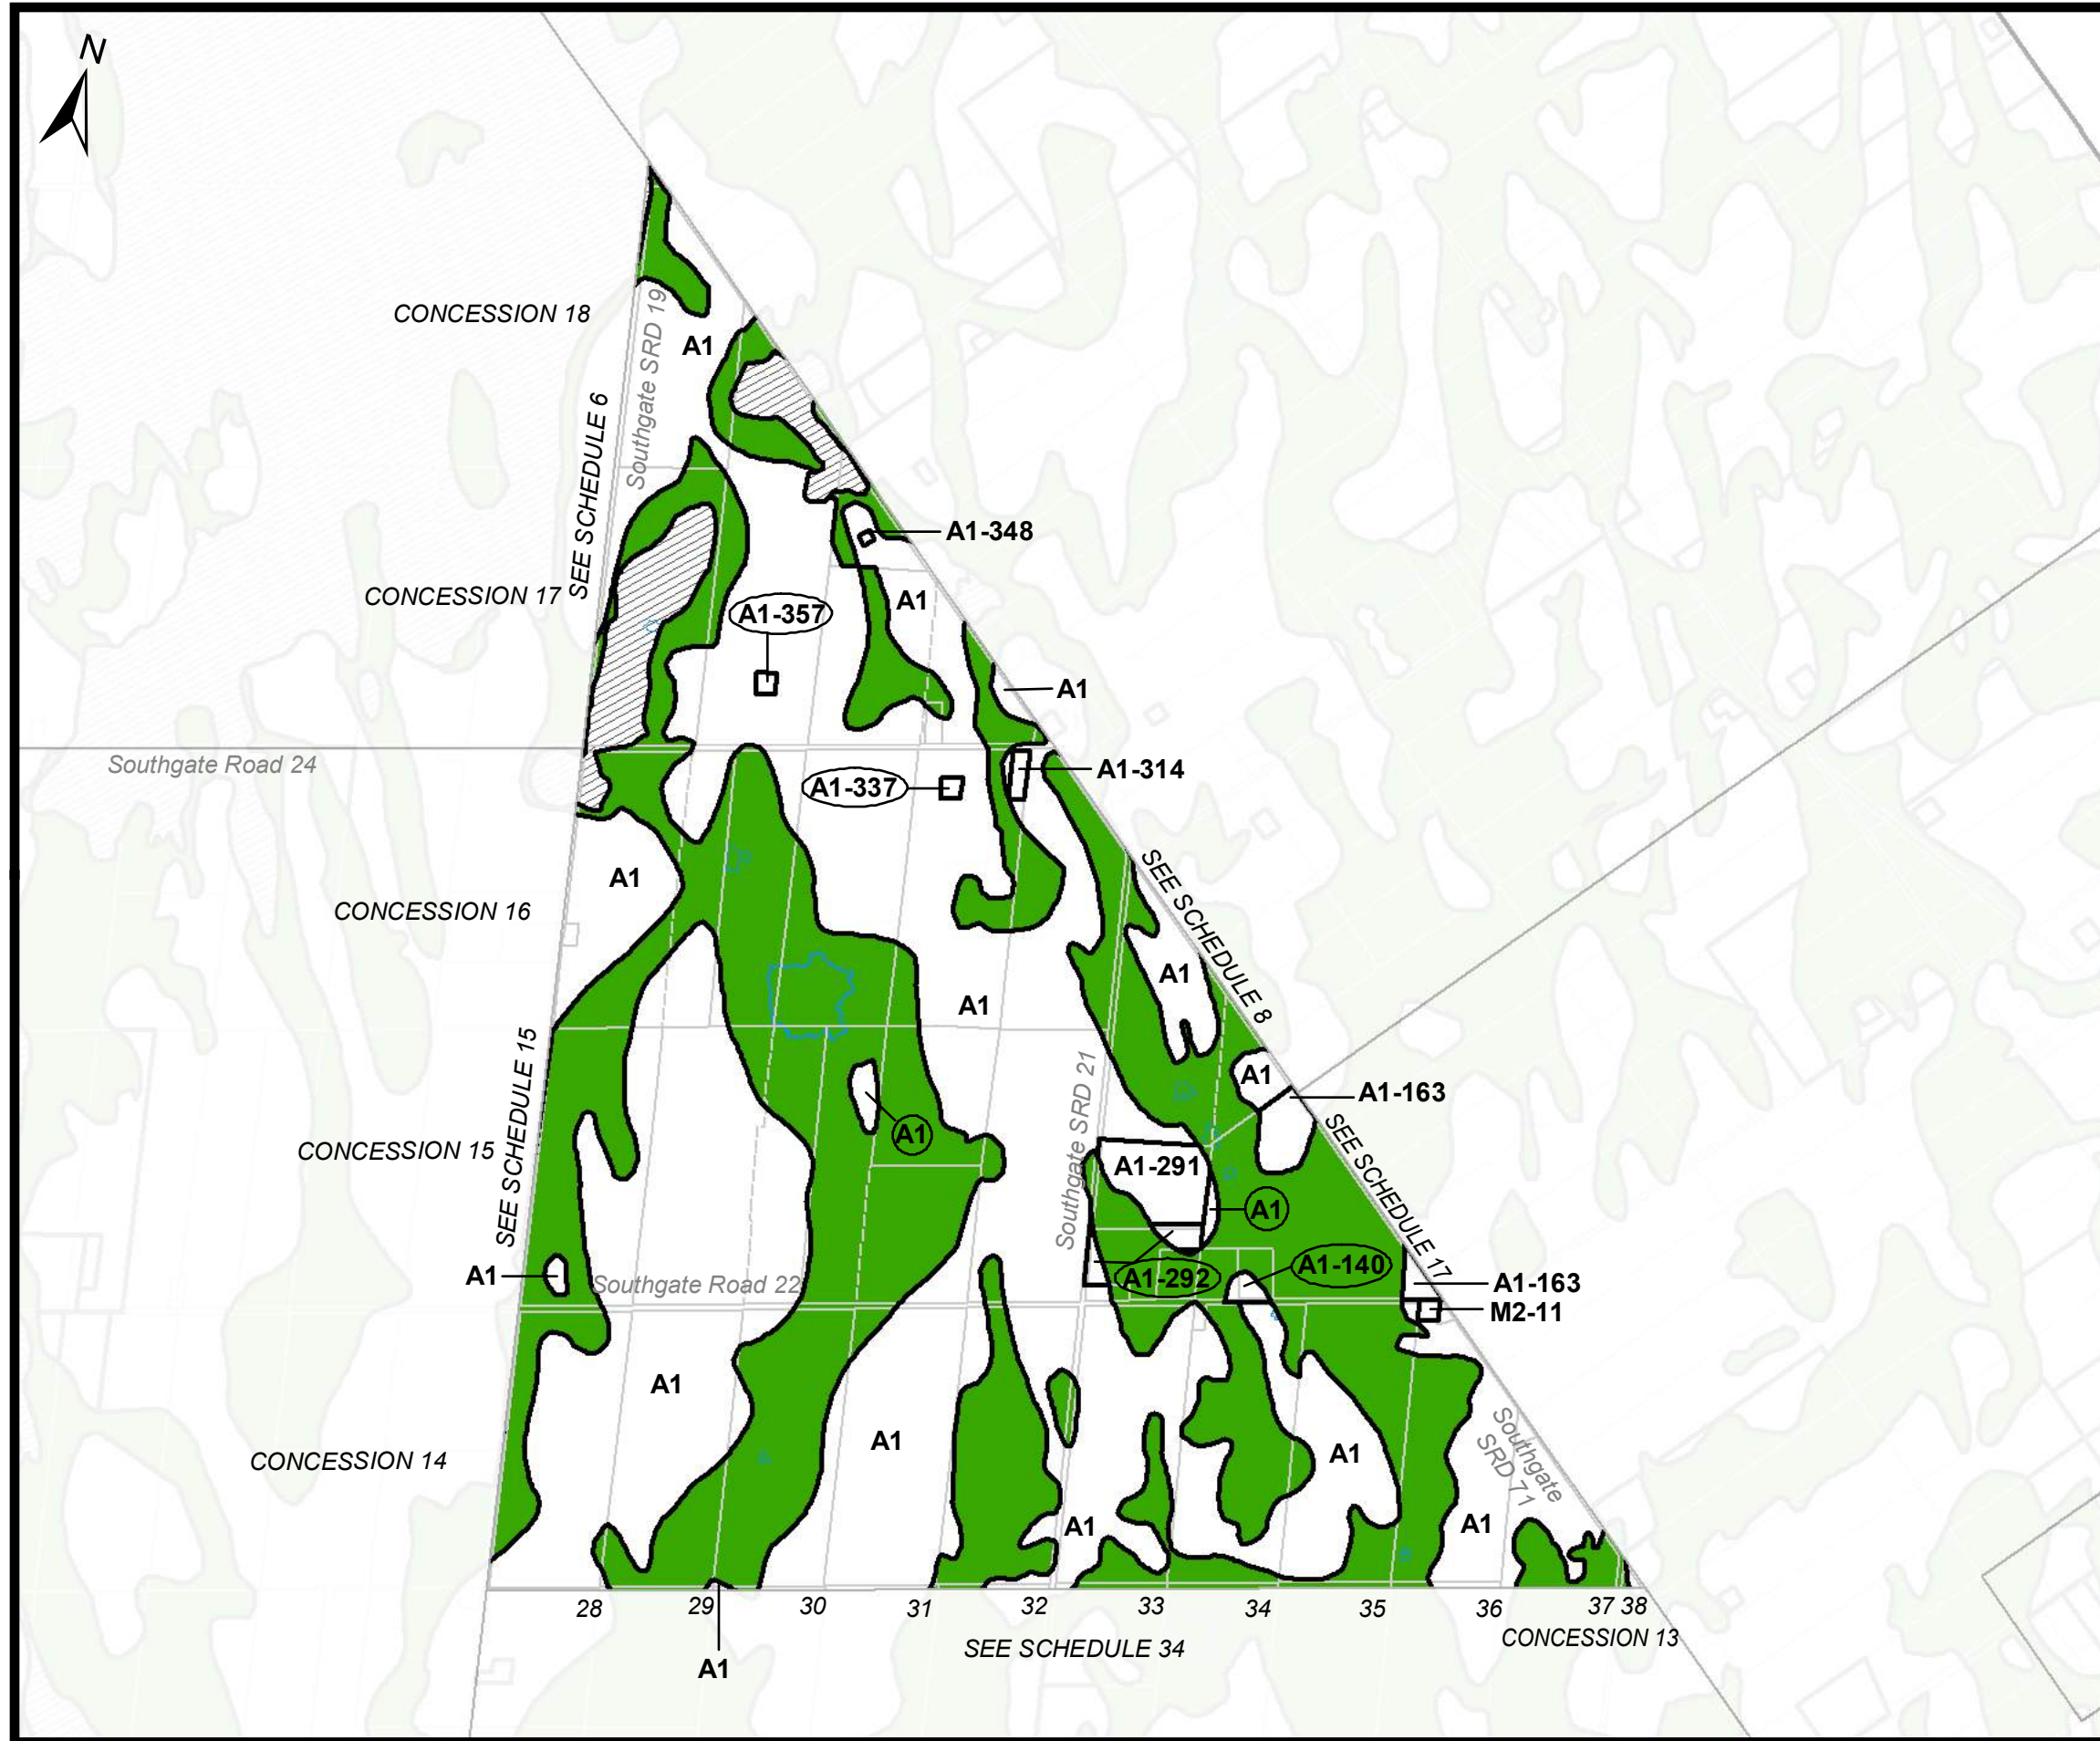 N
CONCESSION 18
Southgate SRD 19
A1
SEE SCHEDULE 6
A1-348
CONCESSION 17
A1-357
A1
A1
Southgate Road 24
A1-314
A1-337
A1
CONCESSION 16
SEE SCHEDULE 8
A1
A1
SEE SCHEDULE 15
Southgate SRD 21
A1
A1-163
A1
CONCESSION 15
SEE SCHEDULE 17
A1-291
A1
A1
Southgate Road 22
A1-292
A1-140
A1-163
M2-11
A1
A1
A1
CONCESSION 14
Southgate
SRD 71
A1
A1
28
29
30
31
32
33
34
35
36
37
38
CONCESSION 13
SEE SCHEDULE 34
A1